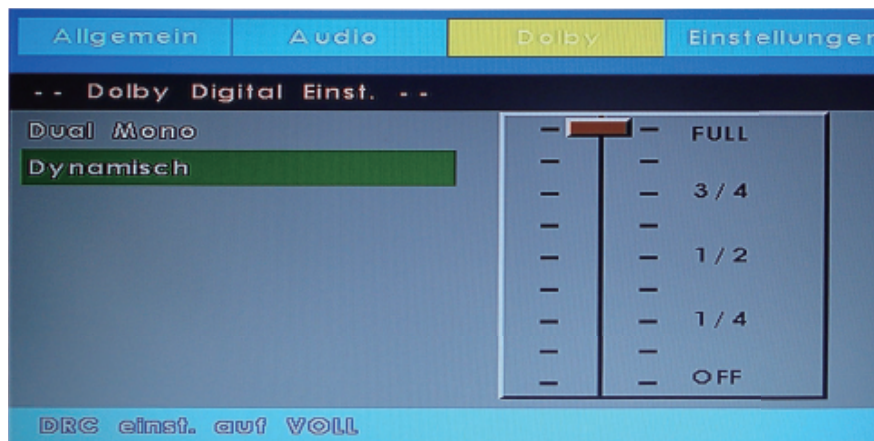 Allgemein Audio Dolby Einstellungen
-- Dolby Digital Einst. --
Dual Mono
Dynamisch
FULL
3/4
1/2
1/4
OFF
DRC einst. auf VOLL